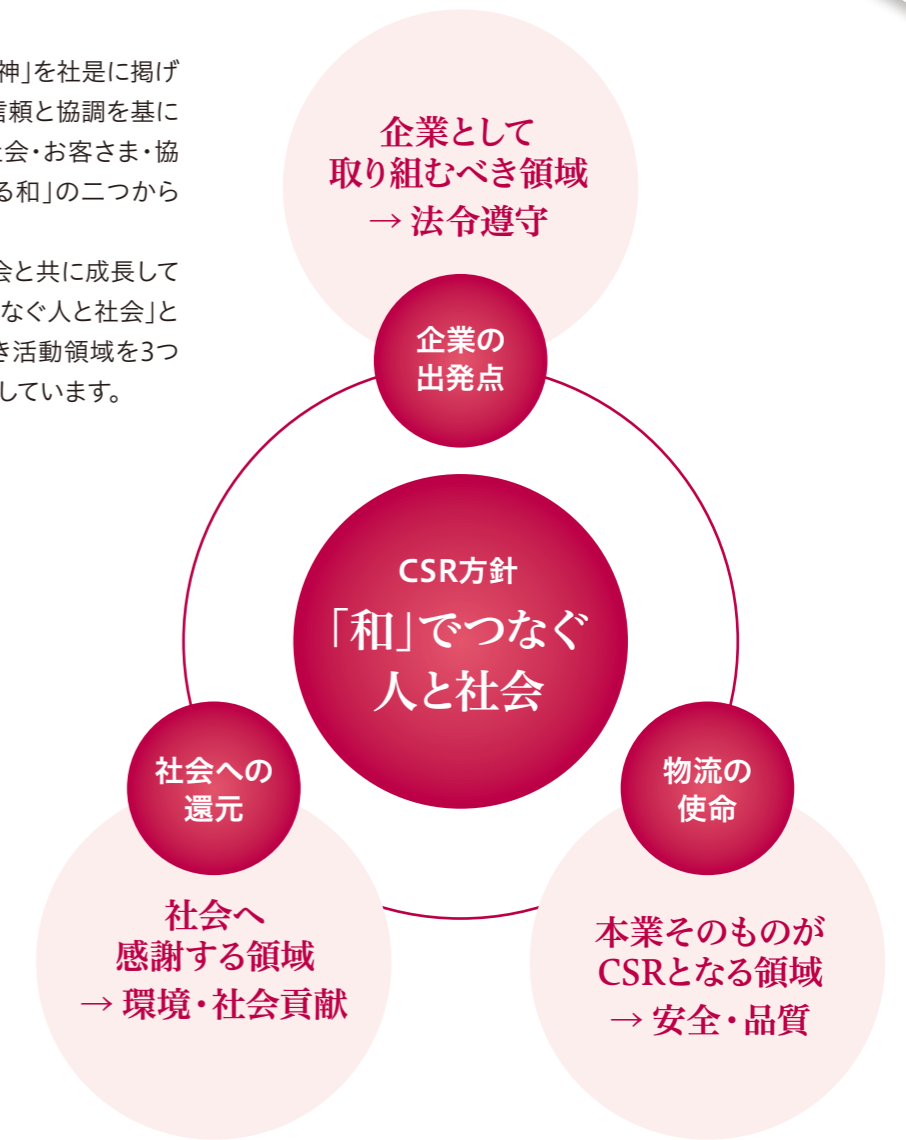 神」を社是に掲げ
信頼と協調を基に
会・お客さま・協
る和」の二つから
会と共に成長して
なぐ人と社会」と
き活動領域を3つ
しています。
企業として
取り組むべき領域
→ 法令遵守
企業の
出発点
CSR方針
「和」でつなぐ
人と社会
社会への
還元
社会へ
感謝する領域
→ 環境・社会貢献
物流の
使命
本業そのものが
CSRとなる領域
→ 安全・品質